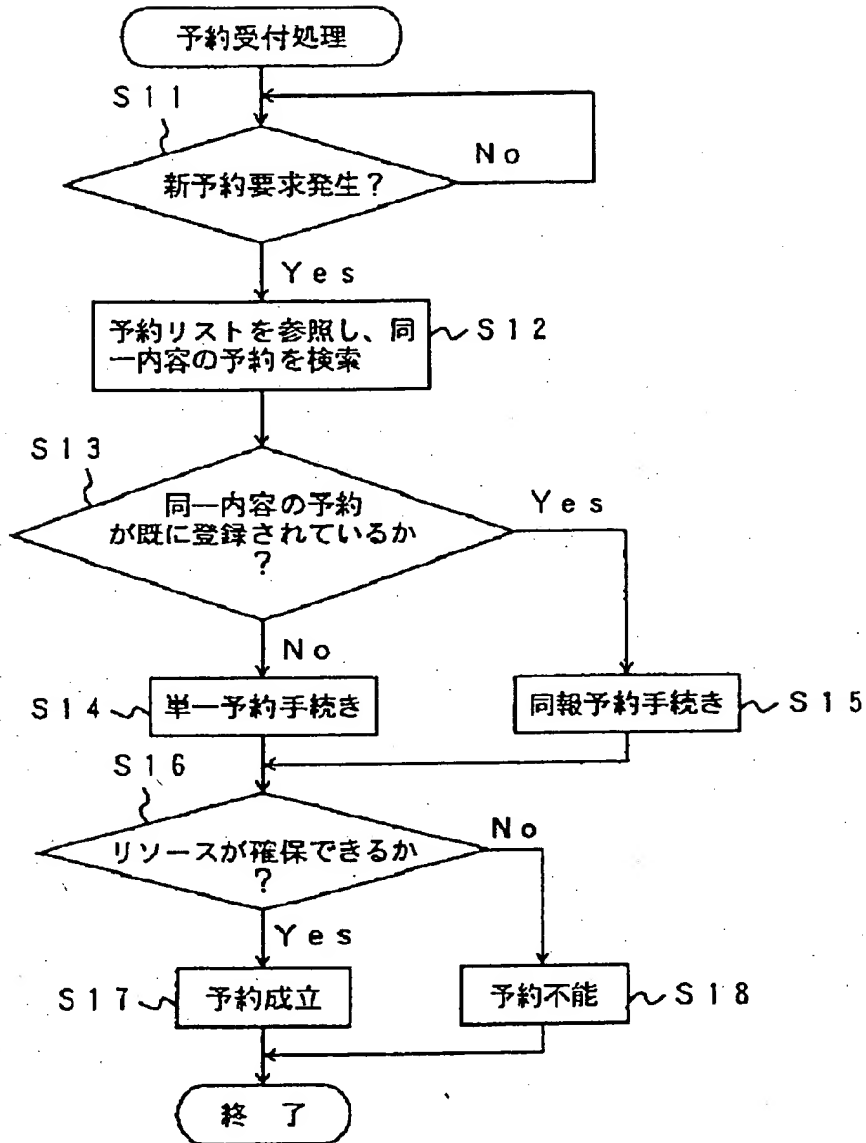 予約受付処理
S11
新予約要求発生?
No
Yes
予約リストを参照し、同
一内容の予約を検索
S12
S13
同一内容の予約
が既に登録されているか
?
Yes
No
S14
単一予約手続き
同報予約手続き
S15
S16
リソースが確保できるか
?
No
Yes
S17
予約成立
予約不能
S18
終 了